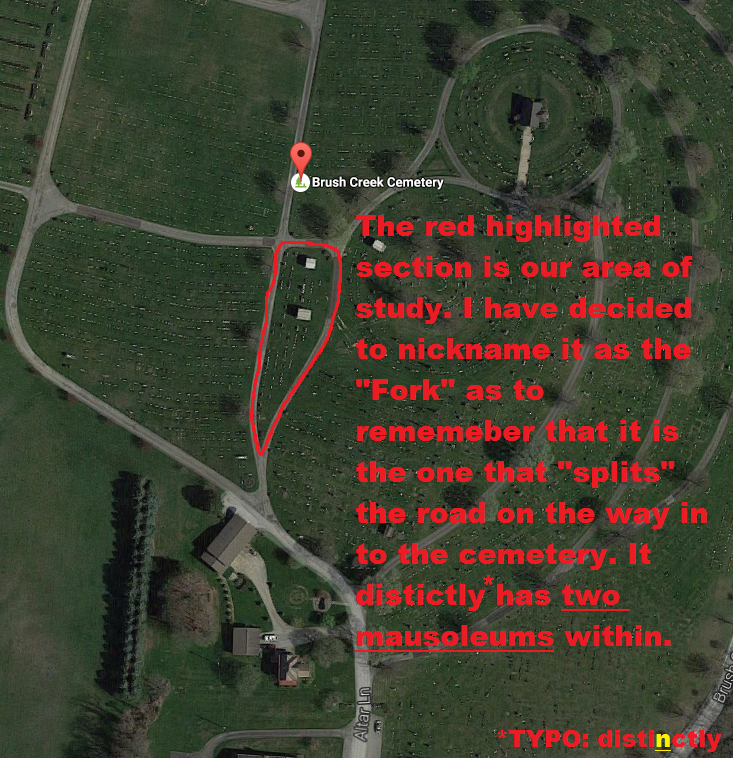 Brush Creek Cemetery
The red highlighted
section is our area of
study. I have decided
to nickname it as the
"Fork" as to
rememeber that it is
the one that "splits"
the road on the way in
to the cemetery. It
distictly*has two
mausoleums within.
Altar Ln
Brush C
*TYPO: distinctly